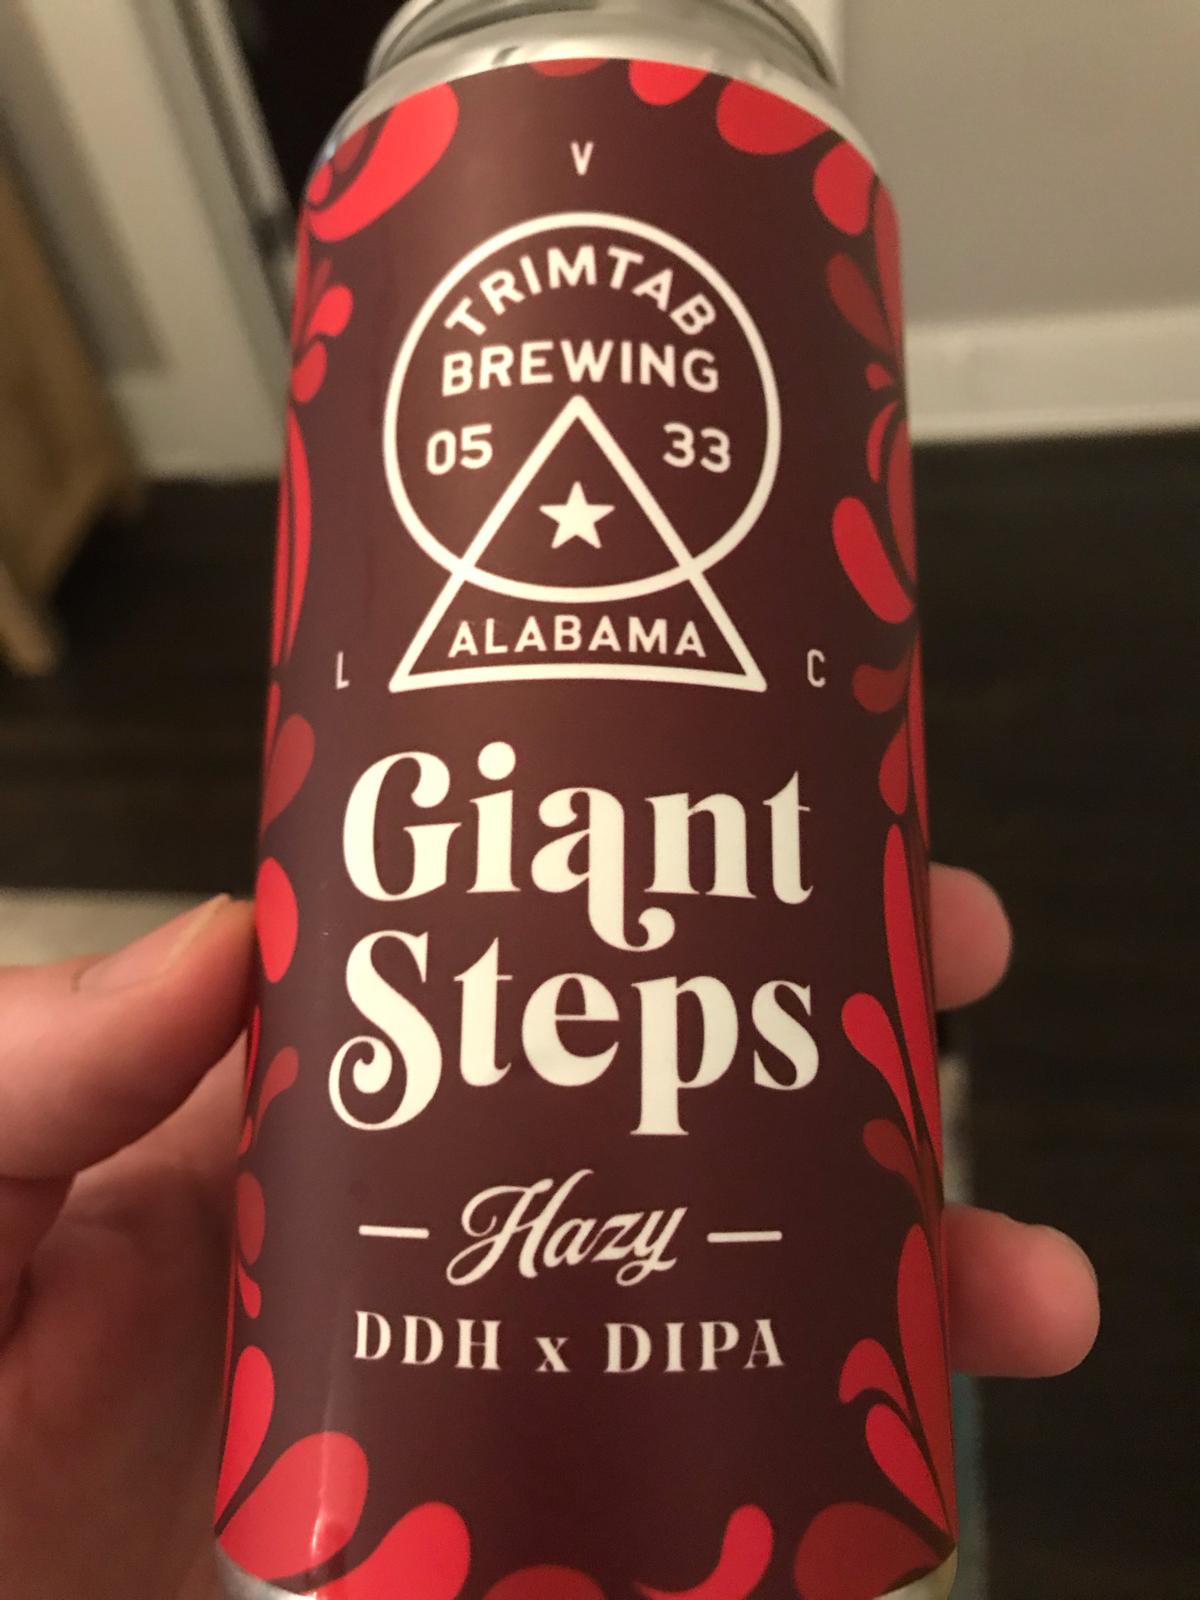 V
TRIMTAB
BREWING
05 33
ALABAMA
L C
Giant
Steps
— Hazy —
DDH x DIPA